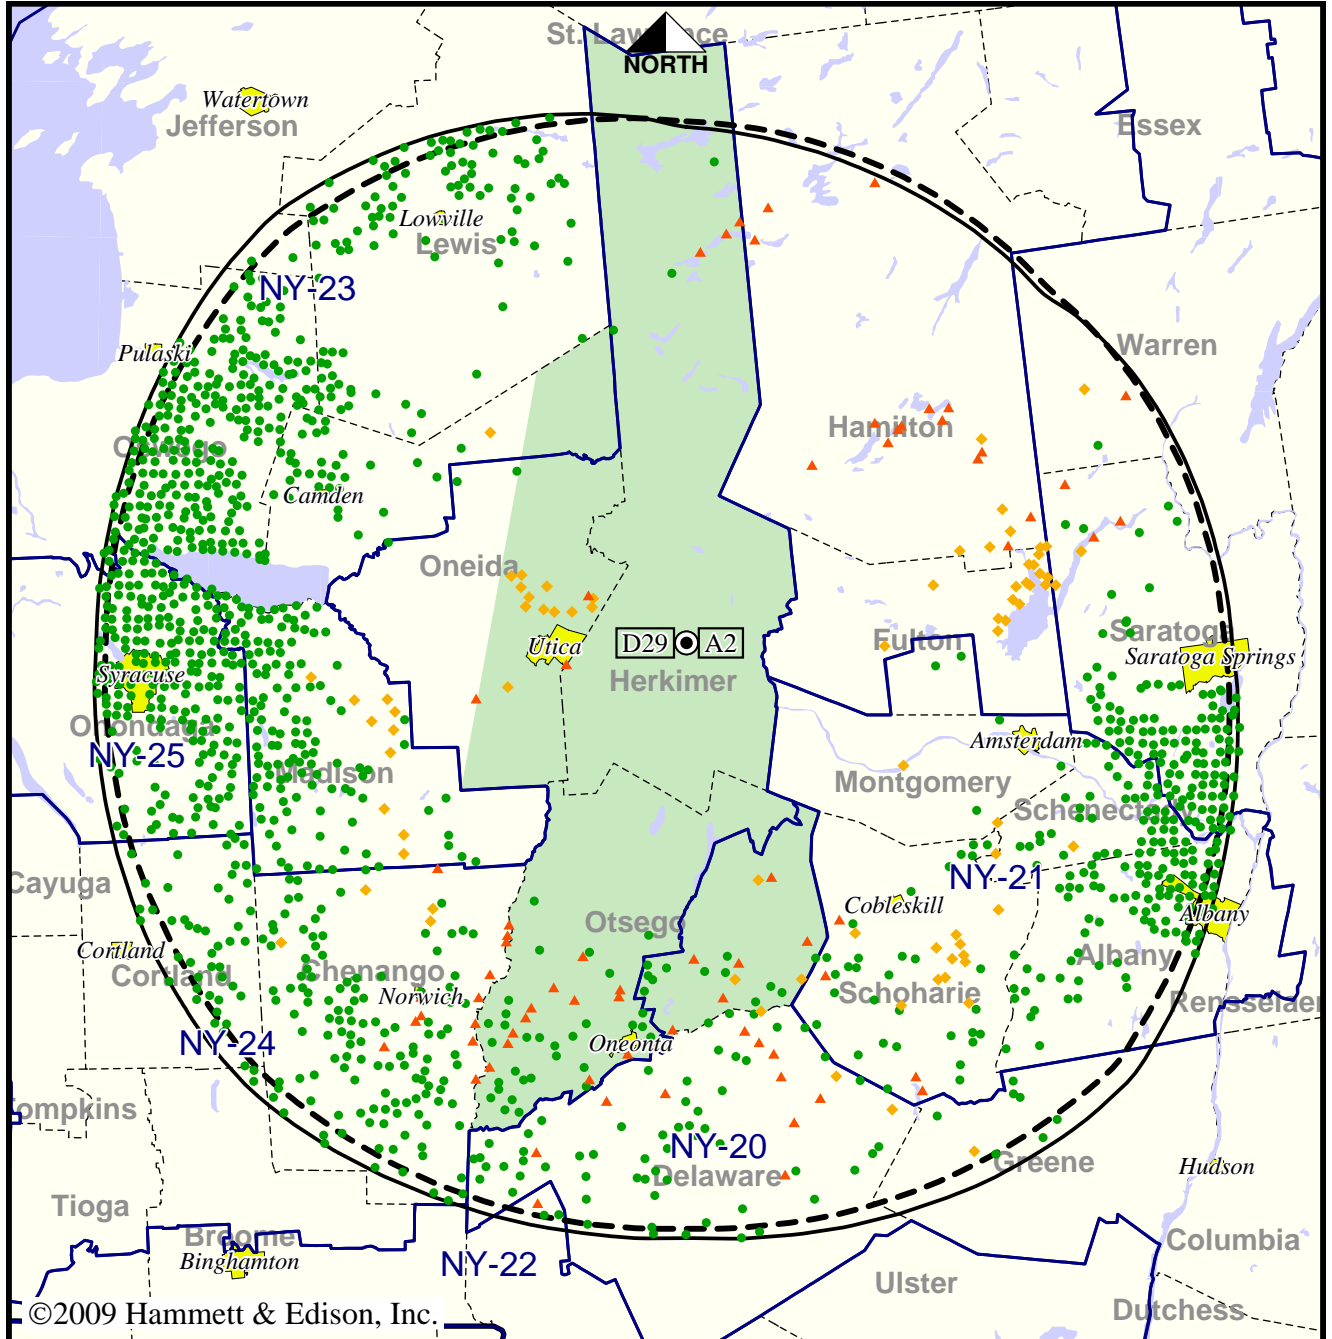 St. Lawrence
NORTH
Watertown
Jefferson
Essex
Lowville
Lewis
NY-23
Pulaski
Warren
Oswego
Hamilton
Camden
Oneida
Utica
D29
A2
Fulton
Saratoga
Saratoga Springs
Syracuse
Herkimer
Onondaga
NY-25
Amsterdam
Madison
Montgomery
Schenectady
Cayuga
NY-21
Cobleskill
Albany
Otsego
Cortland
Cortland
Chenango
Albany
Norwich
Schoharie
Rensselaer
NY-24
Oneonta
Tompkins
NY-20
Delaware
Greene
Hudson
Tioga
Broome
Binghamton
NY-22
Columbia
Ulster
Dutchess
©2009 Hammett & Edison, Inc.